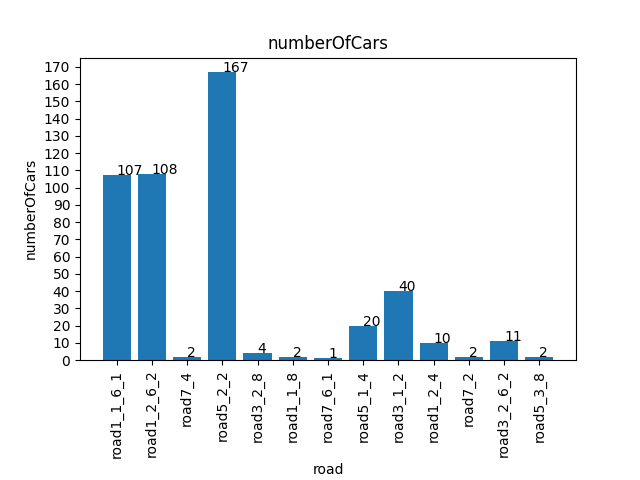 numberOfCars
170
160
150
140
130
120
110
100
90
80
70
60
50
40
30
20
10
0
numberOfCars
107
108
2
167
4
2
1
20
40
10
2
11
2
road1_1_6_1
road1_2_6_2
road7_4
road5_2_2
road3_2_8
road1_1_8
road7_6_1
road5_1_4
road3_1_2
road1_2_4
road7_2
road3_2_6_2
road5_3_8
road